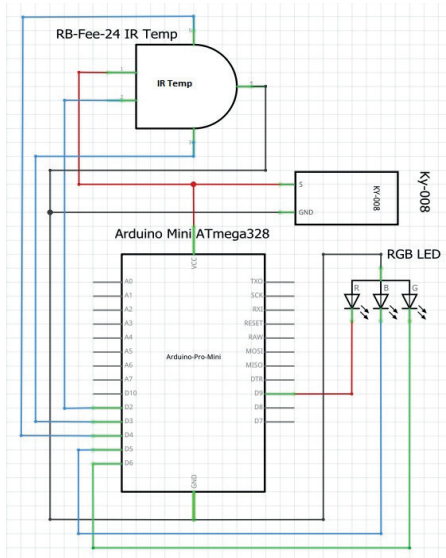 RB-Fee-24 IR Temp
IR Temp
1
2
S
GND
KY-008
Ky-008
Arduino Mini ATmega328
VCC
RGB LED
R
B
G
Arduino-Pro-Mini
A0
A1
A2
A3
A4
A5
A6
A7
D10
D2
D3
D4
D5
D6
TXO
SCK
RXI
RESET
RAW
MOSI
MISO
DTR
D9
D8
D7
GND